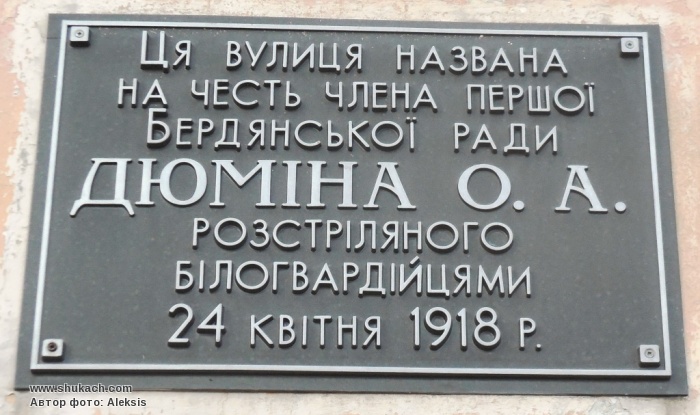 Ця вулиця названа
на честь члена першої
Бердянської ради
ДЮМІНА О. А.
розстріляного
білогвардійцями
24 квітня 1918 р.
www.shukach.com
Автор фото: Aleksis